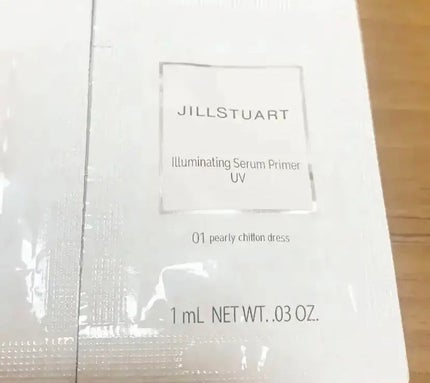 JILLSTUART
Illuminating Serum Primer
UV
01 pearly chiffon dress
1 mL NET WT. .03 OZ.